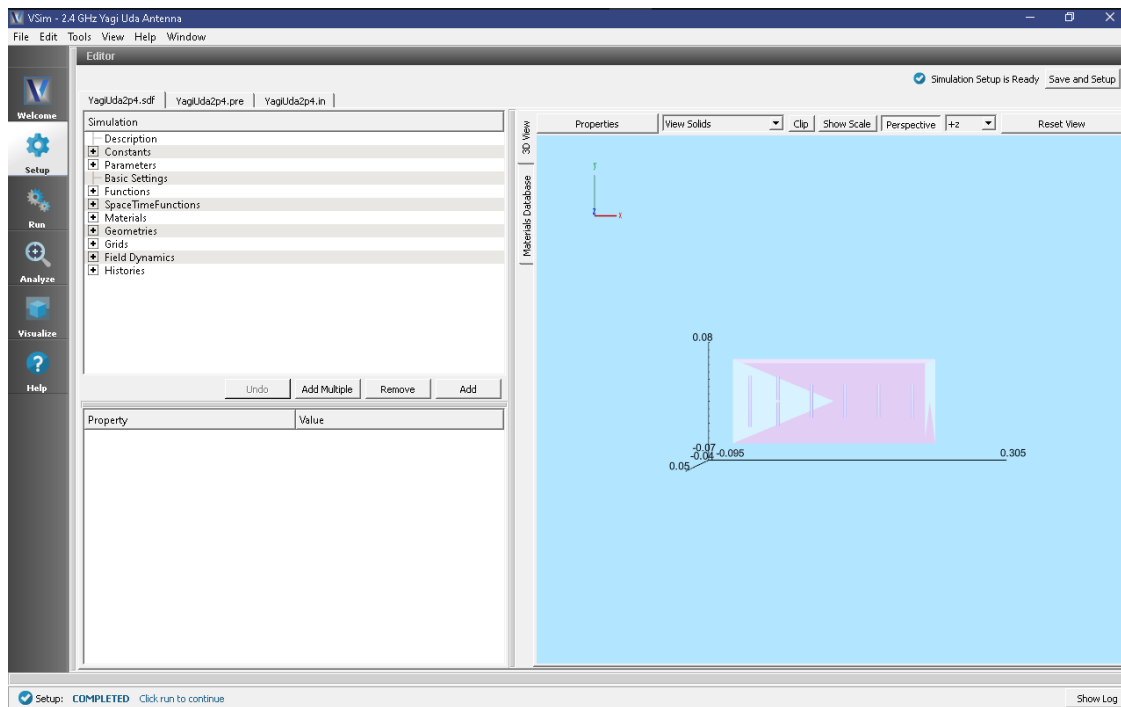 VSim - 2.4 GHz Yagi Uda Antenna
File Edit Tools View Help Window
Editor
Simulation Setup is Ready Save and Setup
Welcome
Setup
Run
Analyze
Visualize
Help
YagiUda2p4.sdf YagiUda2p4.pre YagiUda2p4.in
Simulation
Description
Constants
Parameters
Basic Settings
Functions
SpaceTimeFunctions
Materials
Geometries
Grids
Field Dynamics
Histories
Undo Add Multiple Remove Add
Property Value
3D View
Materials Database
Properties View Solids Clip Show Scale Perspective +z Reset View
y
z x
0.08
-0.07
-0.04 -0.095
0.05
0.305
Setup: COMPLETED Click run to continue
Show Log